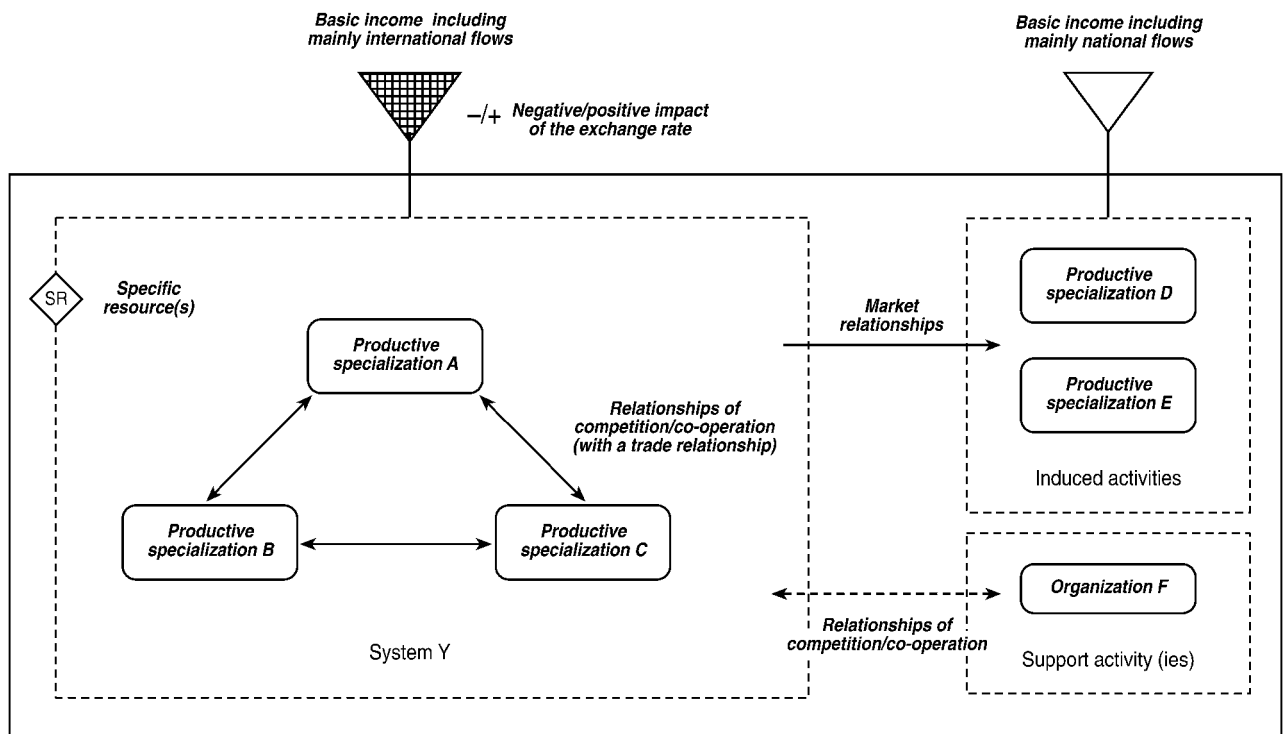 Basic income including
mainly international flows
Basic income including
mainly national flows
–/+ Negative/positive impact
of the exchange rate
SR
Specific
resource(s)
Productive
specialization A
Relationships of
competition/co-operation
(with a trade relationship)
Productive
specialization B
Productive
specialization C
System Y
Market
relationships
Productive
specialization D
Productive
specialization E
Induced activities
Relationships of
competition/co-operation
Organization F
Support activity (ies)